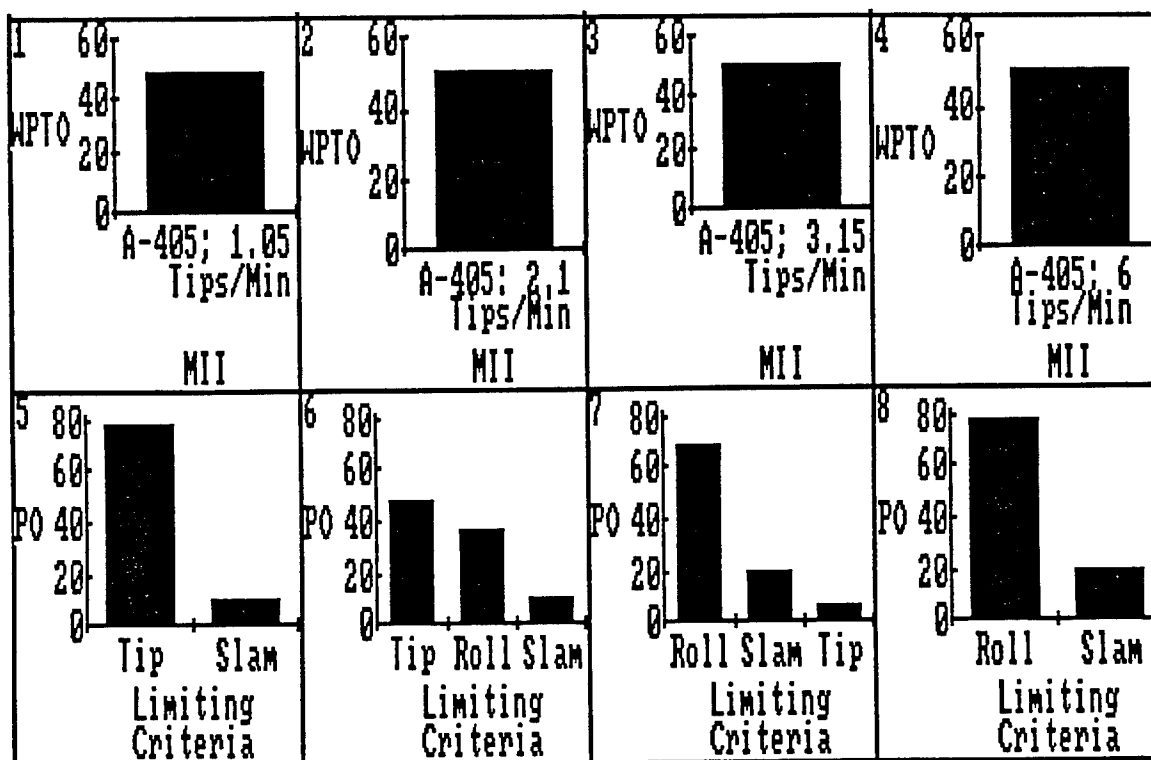 1
60
40
WPTO
20
0
A-405; 1.05
Tips/Min
MII
2
60
40
WPTO
20
0
A-405: 2.1
Tips/Min
MII
3
60
40
WPTO
20
0
A-405; 3.15
Tips/Min
MII
4
60
40
WPTO
20
0
A-405; 6
Tips/Min
MII
5
80
60
PO 40
20
0
Tip Slam
Limiting
Criteria
6
80
60
PO 40
20
0
Tip Roll Slam
Limiting
Criteria
7
80
60
PO 40
20
0
Roll Slam Tip
Limiting
Criteria
8
80
60
PO 40
20
0
Roll Slam
Limiting
Criteria